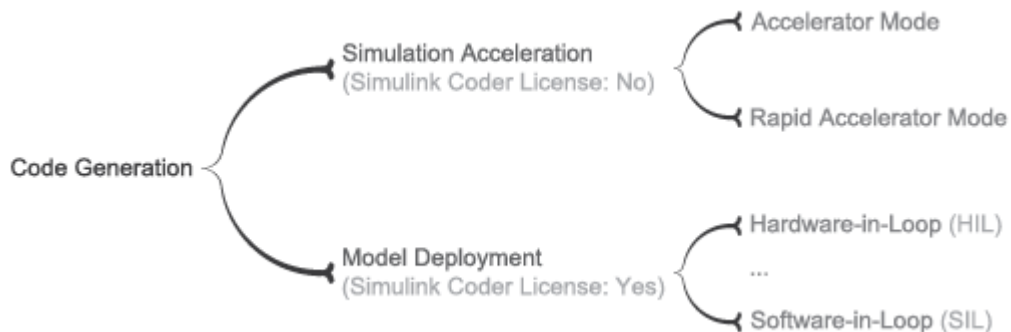 Code Generation
Simulation Acceleration
(Simulink Coder License: No)
Accelerator Mode
Rapid Accelerator Mode
Model Deployment
(Simulink Coder License: Yes)
Hardware-in-Loop (HIL)
...
Software-in-Loop (SIL)